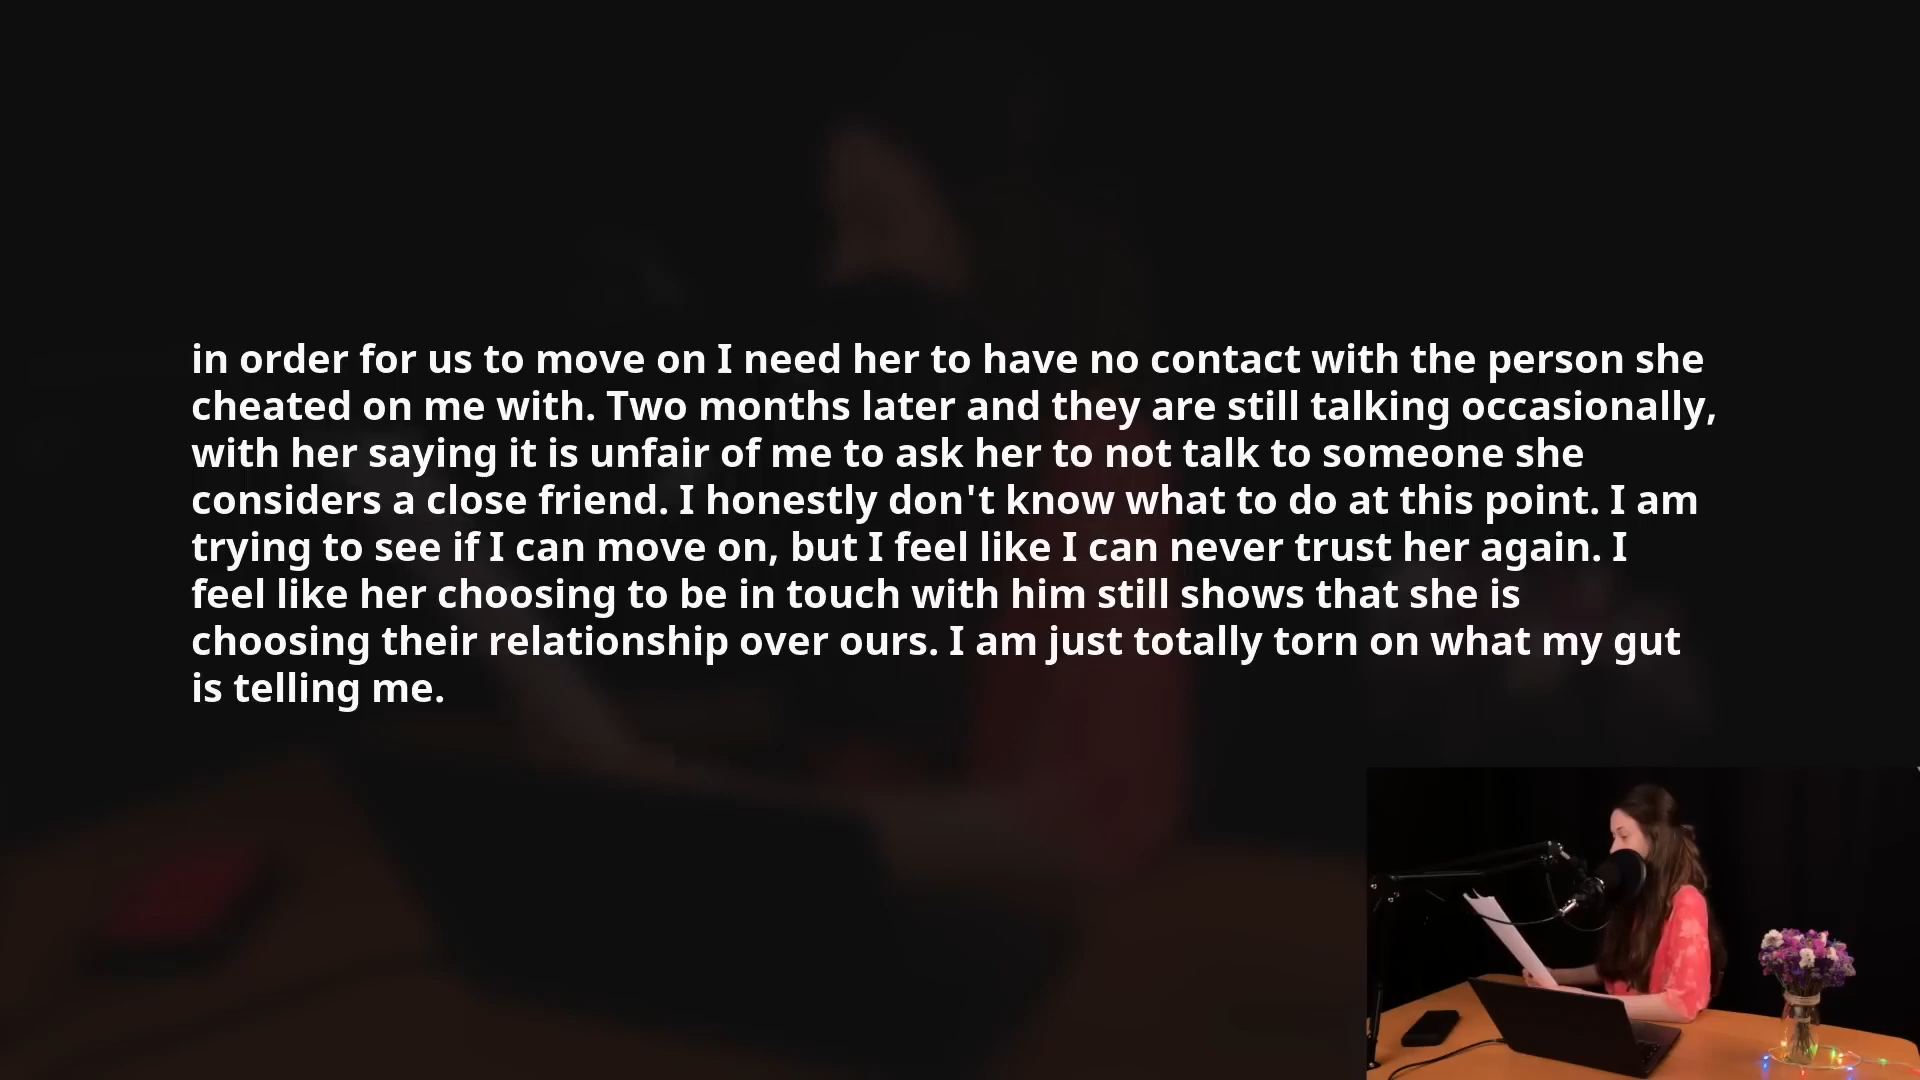 in order for us to move on I need her to have no contact with the person she
cheated on me with. Two months later and they are still talking occasionally,
with her saying it is unfair of me to ask her to not talk to someone she
considers a close friend. I honestly don't know what to do at this point. I am
trying to see if I can move on, but I feel like I can never trust her again. I
feel like her choosing to be in touch with him still shows that she is
choosing their relationship over ours. I am just totally torn on what my gut
is telling me.